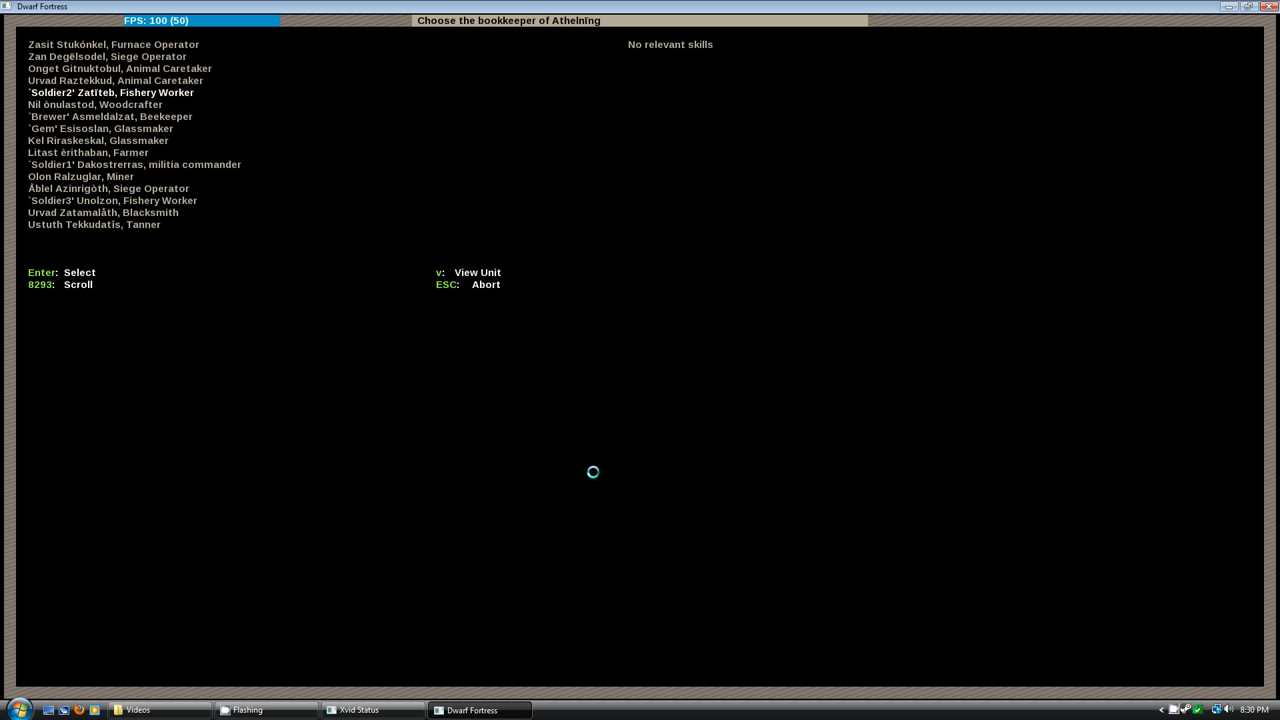 Dwarf Fortress
FPS: 100 (50)
Choose the bookkeeper of Athelnïng
Zasit Stukónkel, Furnace Operator
No relevant skills
Zan Degëlsodel, Siege Operator
Onget Gitnuktobul, Animal Caretaker
Urvad Raztekkud, Animal Caretaker
`Soldier2' Zatïteb, Fishery Worker
Nil ònulastod, Woodcrafter
`Brewer' Asmeldalzat, Beekeeper
`Gem' Esisoslan, Glassmaker
Kel Riraskeskal, Glassmaker
Litast èrithaban, Farmer
`Soldier1' Dakostrerras, militia commander
Olon Ralzuglar, Miner
Åblel Azinrigòth, Siege Operator
`Soldier3' Unolzon, Fishery Worker
Urvad Zatamalåth, Blacksmith
Ustuth Tekkudatîs, Tanner
Enter: Select
v: View Unit
8293: Scroll
ESC: Abort
Videos
Flashing
Xvid Status
Dwarf Fortress
8:30 PM